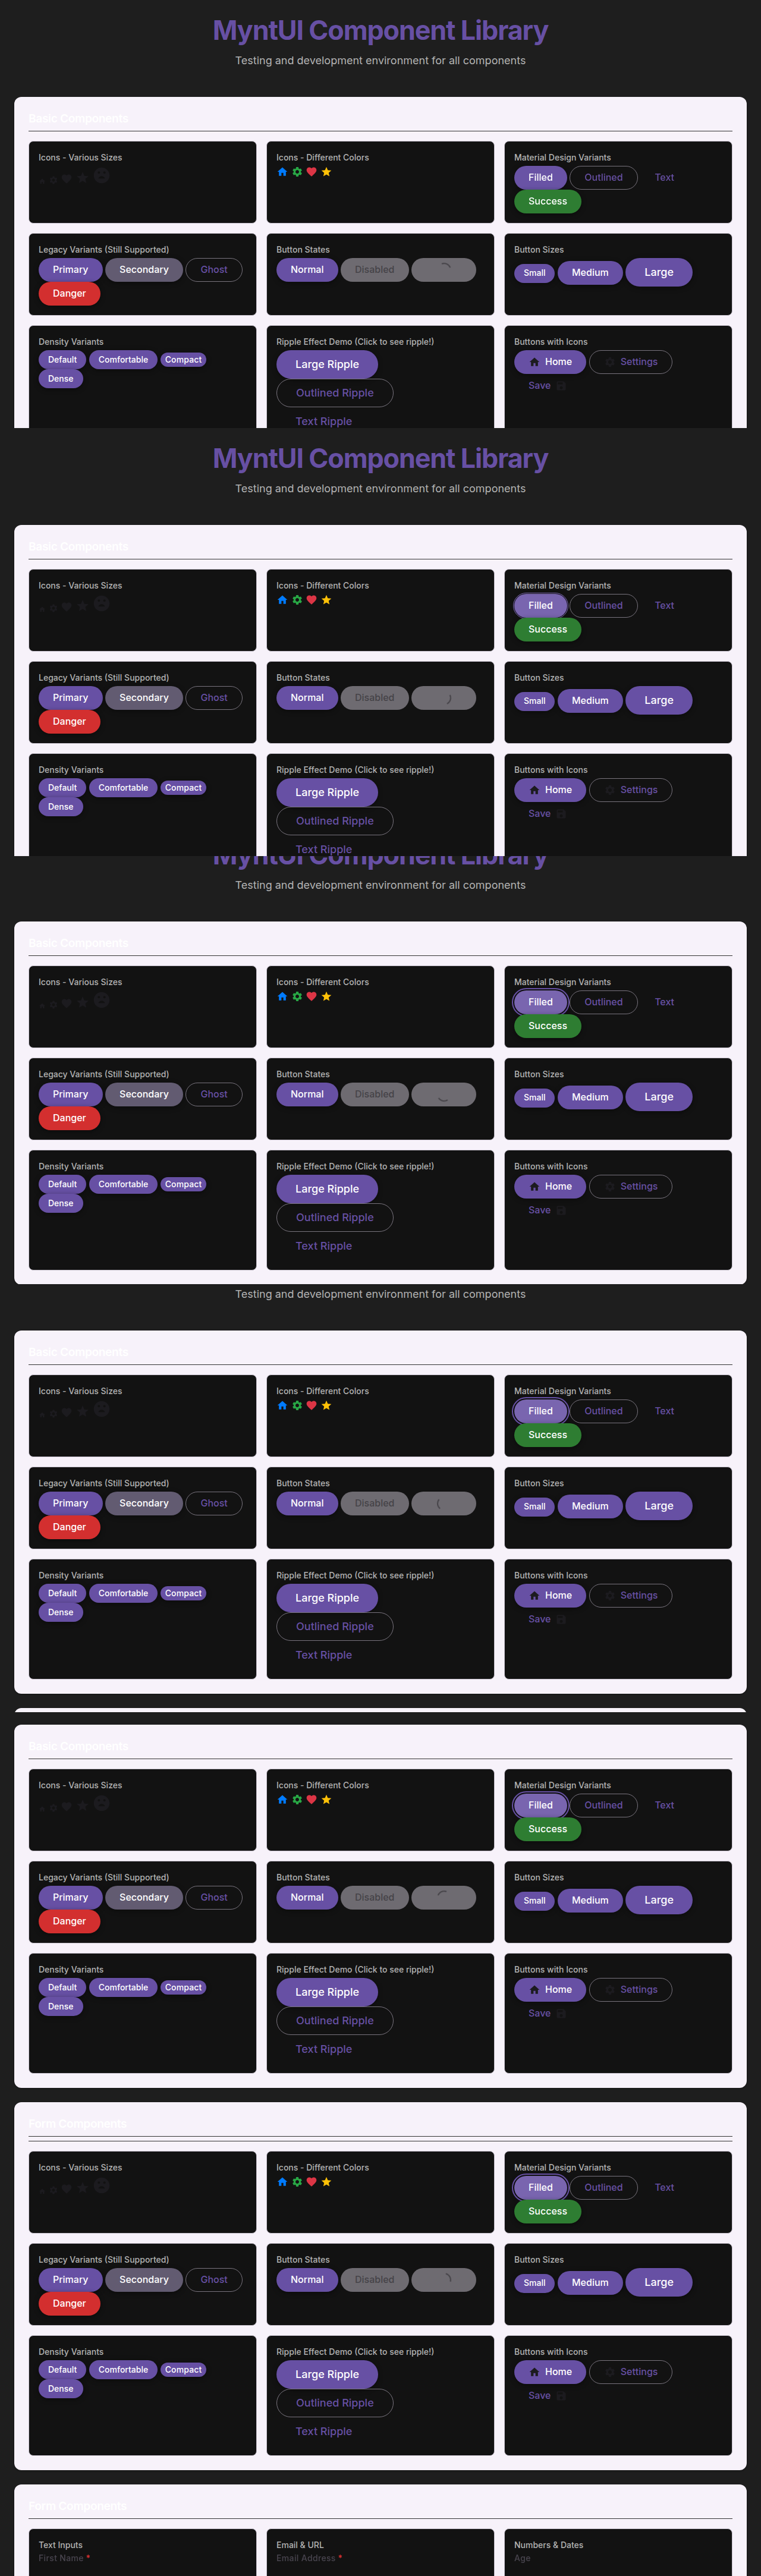 MyntUI Component Library
Testing and development environment for all components
Basic Components
Icons - Various Sizes
Icons - Different Colors
Material Design Variants
Filled Outlined Text
Success
Legacy Variants (Still Supported)
Button States
Button Sizes
Primary Secondary Ghost
Normal Disabled
Small Medium Large
Danger
Density Variants
Ripple Effect Demo (Click to see ripple!)
Buttons with Icons
Default Comfortable Compact
Large Ripple
Home Settings
Dense
Outlined Ripple
Save
Text Ripple
MyntUI Component Library
Testing and development environment for all components
Basic Components
Icons - Various Sizes
Icons - Different Colors
Material Design Variants
Filled Outlined Text
Success
Legacy Variants (Still Supported)
Button States
Button Sizes
Primary Secondary Ghost
Normal Disabled
Small Medium Large
Danger
Density Variants
Ripple Effect Demo (Click to see ripple!)
Buttons with Icons
Default Comfortable Compact
Large Ripple
Home Settings
Dense
Outlined Ripple
Save
Text Ripple
MyntUI Component Library
Testing and development environment for all components
Basic Components
Icons - Various Sizes
Icons - Different Colors
Material Design Variants
Filled Outlined Text
Success
Legacy Variants (Still Supported)
Button States
Button Sizes
Primary Secondary Ghost
Normal Disabled
Small Medium Large
Danger
Density Variants
Ripple Effect Demo (Click to see ripple!)
Buttons with Icons
Default Comfortable Compact
Large Ripple
Home Settings
Dense
Outlined Ripple
Save
Text Ripple
Testing and development environment for all components
Basic Components
Icons - Various Sizes
Icons - Different Colors
Material Design Variants
Filled Outlined Text
Success
Legacy Variants (Still Supported)
Button States
Button Sizes
Primary Secondary Ghost
Normal Disabled
Small Medium Large
Danger
Density Variants
Ripple Effect Demo (Click to see ripple!)
Buttons with Icons
Default Comfortable Compact
Large Ripple
Home Settings
Dense
Outlined Ripple
Save
Text Ripple
Basic Components
Icons - Various Sizes
Icons - Different Colors
Material Design Variants
Filled Outlined Text
Success
Legacy Variants (Still Supported)
Button States
Button Sizes
Primary Secondary Ghost
Normal Disabled
Small Medium Large
Danger
Density Variants
Ripple Effect Demo (Click to see ripple!)
Buttons with Icons
Default Comfortable Compact
Large Ripple
Home Settings
Dense
Outlined Ripple
Save
Text Ripple
Form Components
Icons - Various Sizes
Icons - Different Colors
Material Design Variants
Filled Outlined Text
Success
Legacy Variants (Still Supported)
Button States
Button Sizes
Primary Secondary Ghost
Normal Disabled
Small Medium Large
Danger
Density Variants
Ripple Effect Demo (Click to see ripple!)
Buttons with Icons
Default Comfortable Compact
Large Ripple
Home Settings
Dense
Outlined Ripple
Save
Text Ripple
Form Components
Text Inputs
Email & URL
Numbers & Dates
First Name *
Email Address *
Age